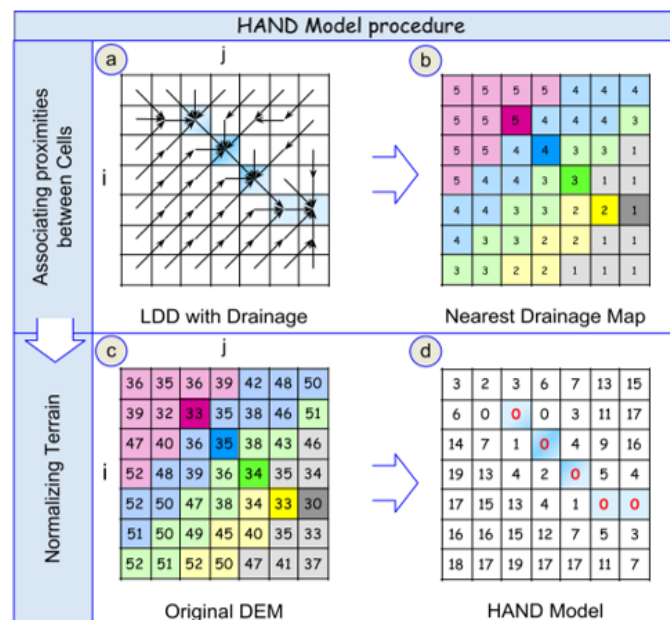 HAND Model procedure
Associating proximities
between Cells
a
j
i
LDD with Drainage
b
5 5 5 5 4 4 4
5 5 5 4 4 4 3
5 5 4 4 3 3 1
5 4 4 3 3 1 1
4 4 3 3 2 2 1
4 3 3 2 2 1 1
3 3 2 2 1 1 1
Nearest Drainage Map
Normalizing Terrain
c
j
i
36 35 36 39 42 48 50
39 32 33 35 38 46 51
47 40 36 35 38 43 46
52 48 39 36 34 35 34
52 50 47 38 34 33 30
51 50 49 45 40 35 33
52 51 52 50 47 41 37
Original DEM
d
3 2 3 6 7 13 15
6 0 0 0 3 11 17
14 7 1 0 4 9 16
19 13 4 2 0 5 4
17 15 13 4 1 0 0
16 16 15 12 7 5 3
18 17 19 17 17 11 7
HAND Model